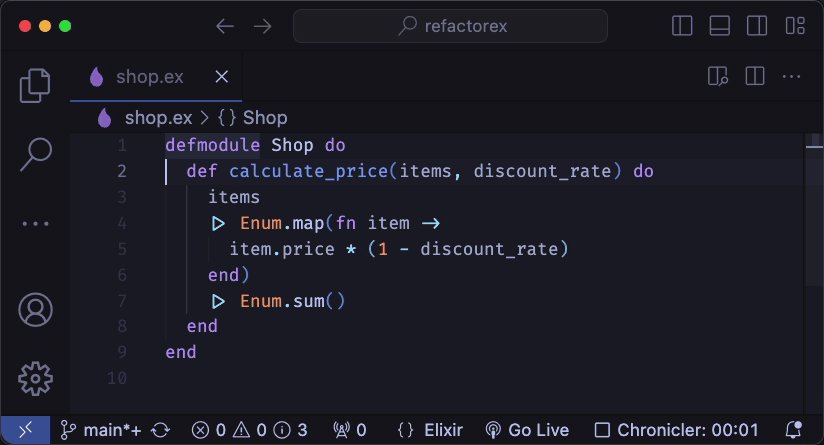 refactorex
shop.ex
shop.ex > {} Shop
1 defmodule Shop do
2 def calculate_price(items, discount_rate) do
3 items
4 |> Enum.map(fn item ->
5 item.price * (1 - discount_rate)
6 end)
7 |> Enum.sum()
8 end
9 end
10
main*+ 0 0 3 0 {} Elixir Go Live Chronicler: 00:01